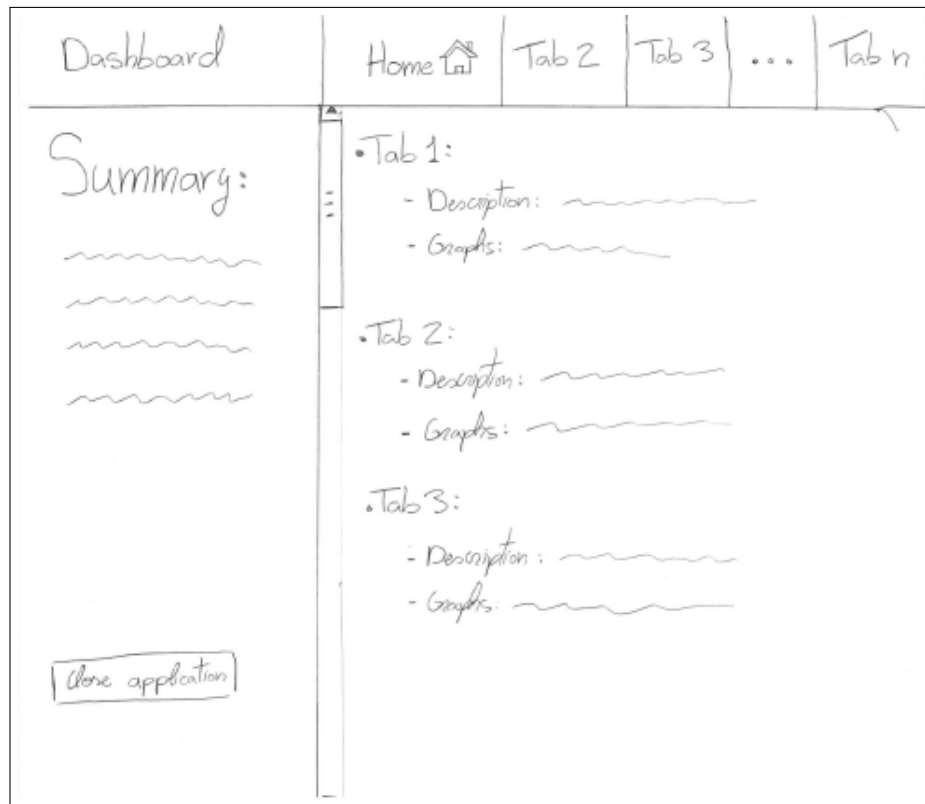 Dashboard
Home
Tab 2
Tab 3
...
Tab n
Summary:
Close application
• Tab 1:
- Description:
- Graphs:
• Tab 2:
- Description:
- Graphs:
• Tab 3:
- Description:
- Graphs: